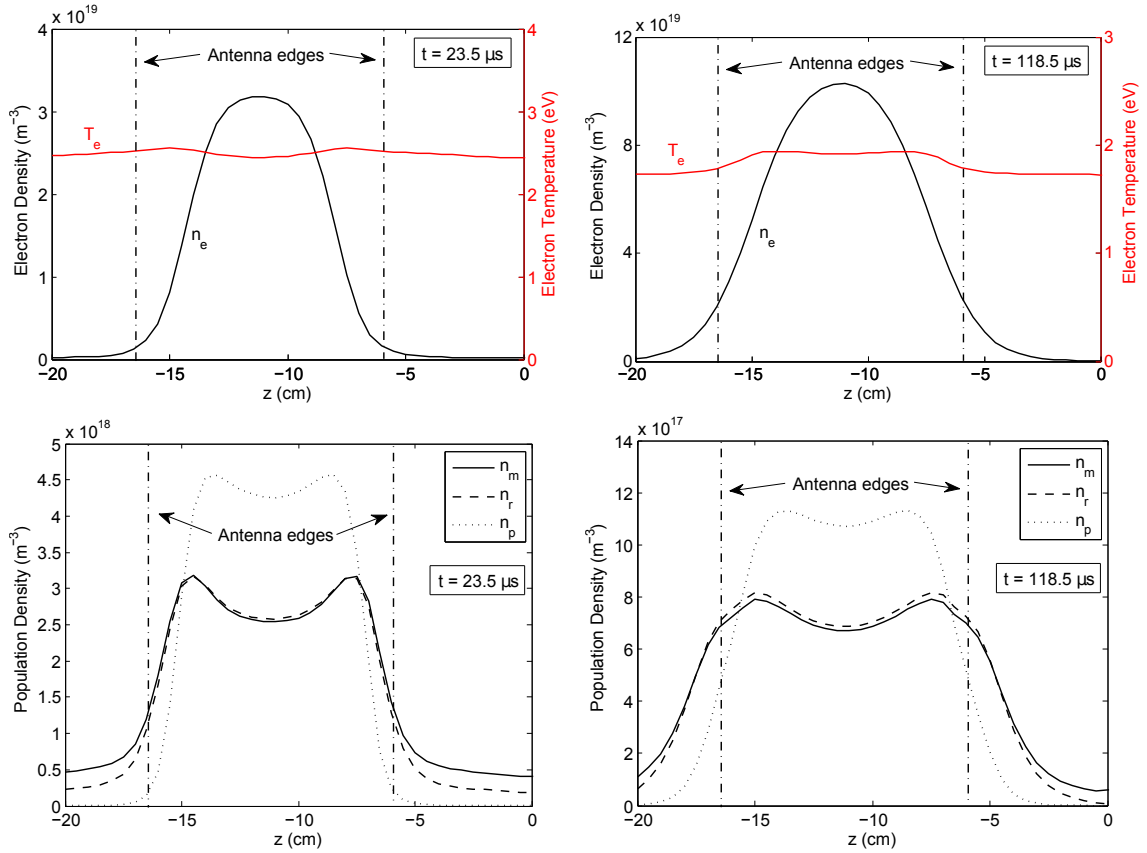 x 10^19
4
3
2
1
0
Electron Density (m^−3)
Antenna edges
t = 23.5 µs
T_e
n_e
4
3
2
1
0
Electron Temperature (eV)
−20
−15
−10
−5
0
z (cm)
x 10^19
12
9
6
4
0
Electron Density (m^−3)
Antenna edges
t = 118.5 µs
T_e
n_e
3
2
1
0
Electron Temperature (eV)
−20
−15
−10
−5
0
z (cm)
x 10^18
5
4.5
4
3.5
3
2.5
2
1.5
1
0.5
0
Population Density (m^−3)
n_m
n_r
n_p
Antenna edges
t = 23.5 µs
−20
−15
−10
−5
0
z (cm)
x 10^17
14
12
10
8
6
4
2
0
Population Density (m^−3)
n_m
n_r
n_p
Antenna edges
t = 118.5 µs
−20
−15
−10
−5
0
z (cm)